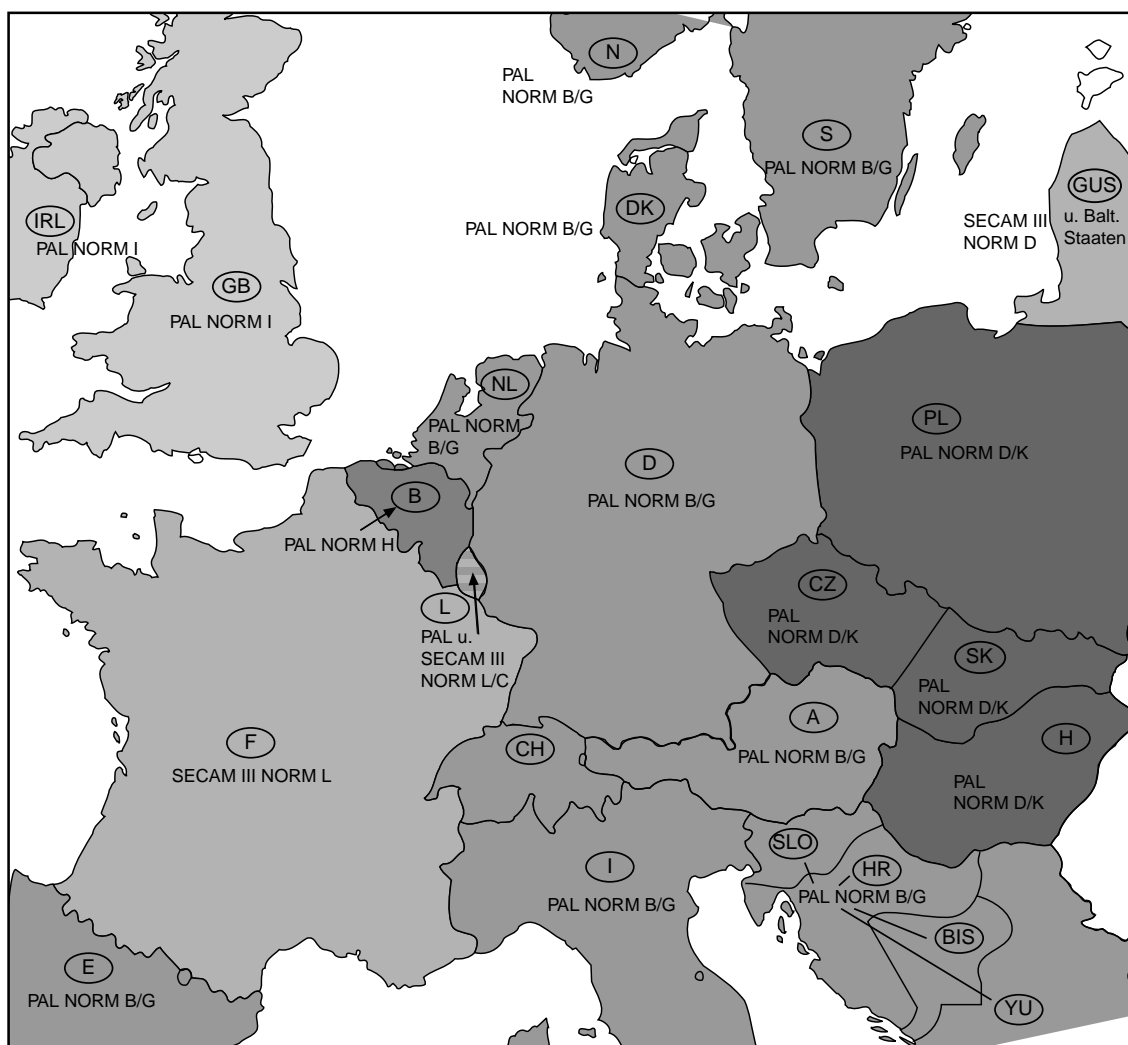 N
PAL
NORM B/G
S
PAL NORM B/G
GUS
u. Balt.
Staaten
SECAM III
NORM D
DK
PAL NORM B/G
IRL
PAL NORM I
GB
PAL NORM I
NL
PAL NORM
B/G
PL
PAL NORM D/K
D
PAL NORM B/G
B
PAL NORM H
CZ
PAL
NORM D/K
L
PAL u.
SECAM III
NORM L/C
SK
PAL
NORM D/K
A
PAL NORM B/G
H
PAL
NORM D/K
F
SECAM III NORM L
CH
SLO
HR
PAL NORM B/G
I
PAL NORM B/G
BIS
E
PAL NORM B/G
YU